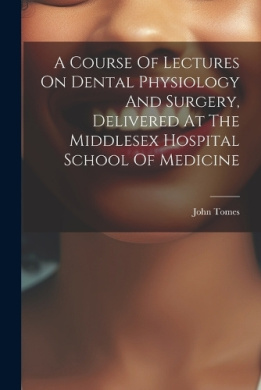 A Course Of Lectures
On Dental Physiology
And Surgery,
Delivered At The
Middlesex Hospital
School Of Medicine
John Tomes